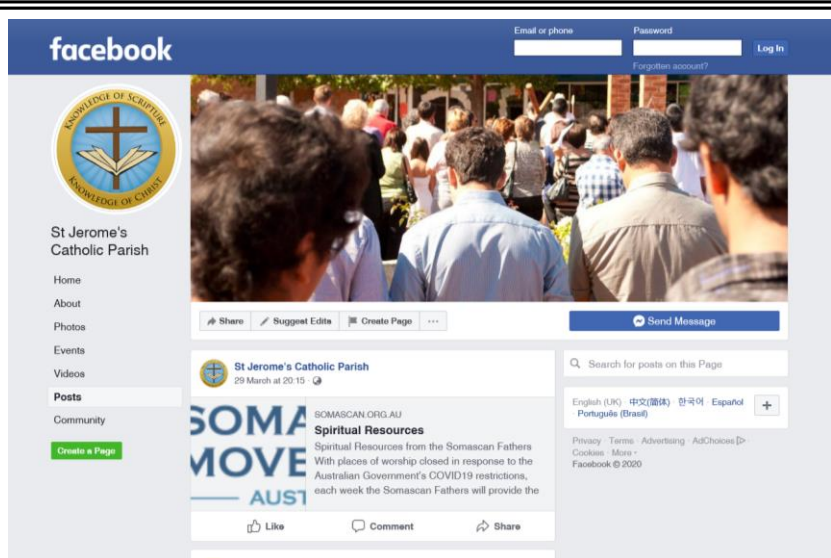 facebook
Email or phone
Password
Log In
Forgotten account?
KNOWLEDGE OF SCRIPTURE
KNOWLEDGE OF CHRIST
St Jerome's
Catholic Parish
Home
About
Photos
Events
Videos
Posts
Community
Create a Page
Share
Suggest Edits
Create Page
Send Message
St Jerome's Catholic Parish
29 March at 20:15 ·
SOMA
MOVE
AUST
SOMASCAN.ORG.AU
Spiritual Resources
Spiritual Resources from the Somascan Fathers
With places of worship closed in response to the
Australian Government's COVID19 restrictions,
each week the Somascan Fathers will provide the
Like
Comment
Share
Search for posts on this Page
English (UK) · 中文(简体) · 한국어 · Español
· Português (Brasil)
Privacy · Terms · Advertising · AdChoices ·
Cookies · More ·
Facebook © 2020